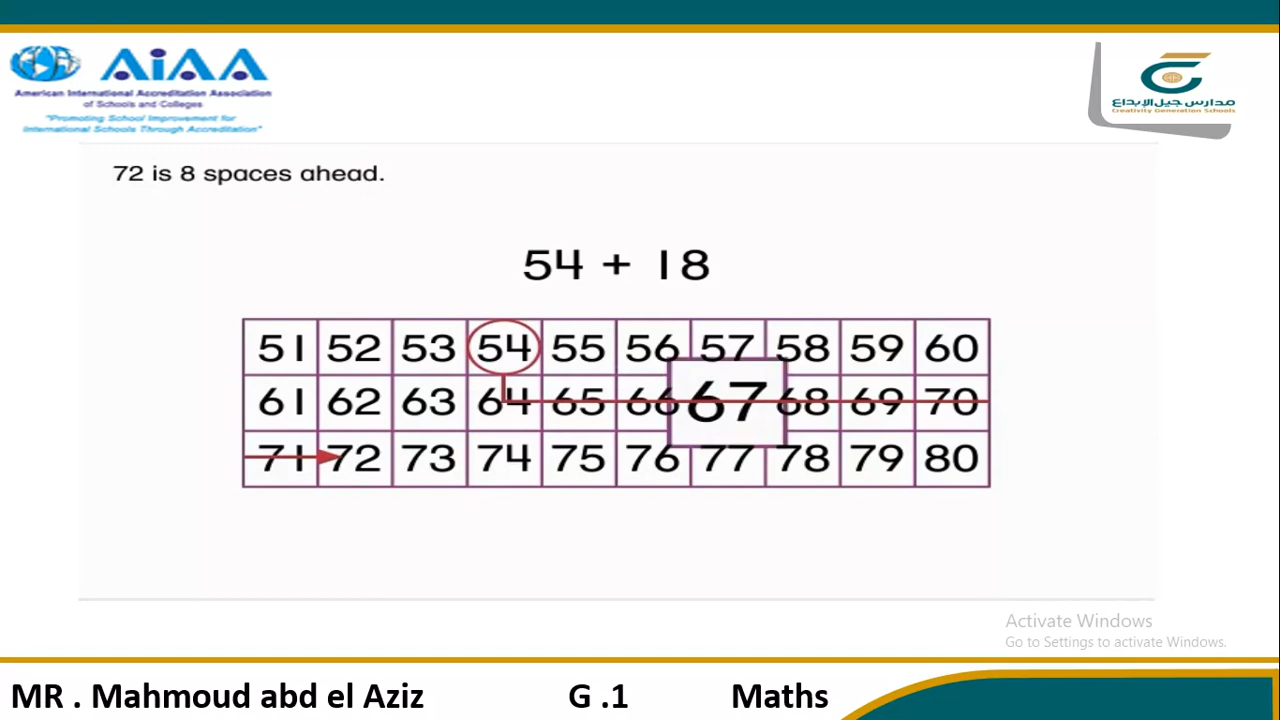 AiAA
American International Accreditation Association
of Schools and Colleges
"Promoting School Improvement for
International Schools Through Accreditation"
مدارس جيل الإبداع
Creativity Generation Schools
72 is 8 spaces ahead.
54 + 18
51 52 53 54 55 56 57 58 59 60
61 62 63 64 65 66 67 68 69 70
71 72 73 74 75 76 77 78 79 80
Activate Windows
Go to Settings to activate Windows.
MR . Mahmoud abd el Aziz G .1 Maths